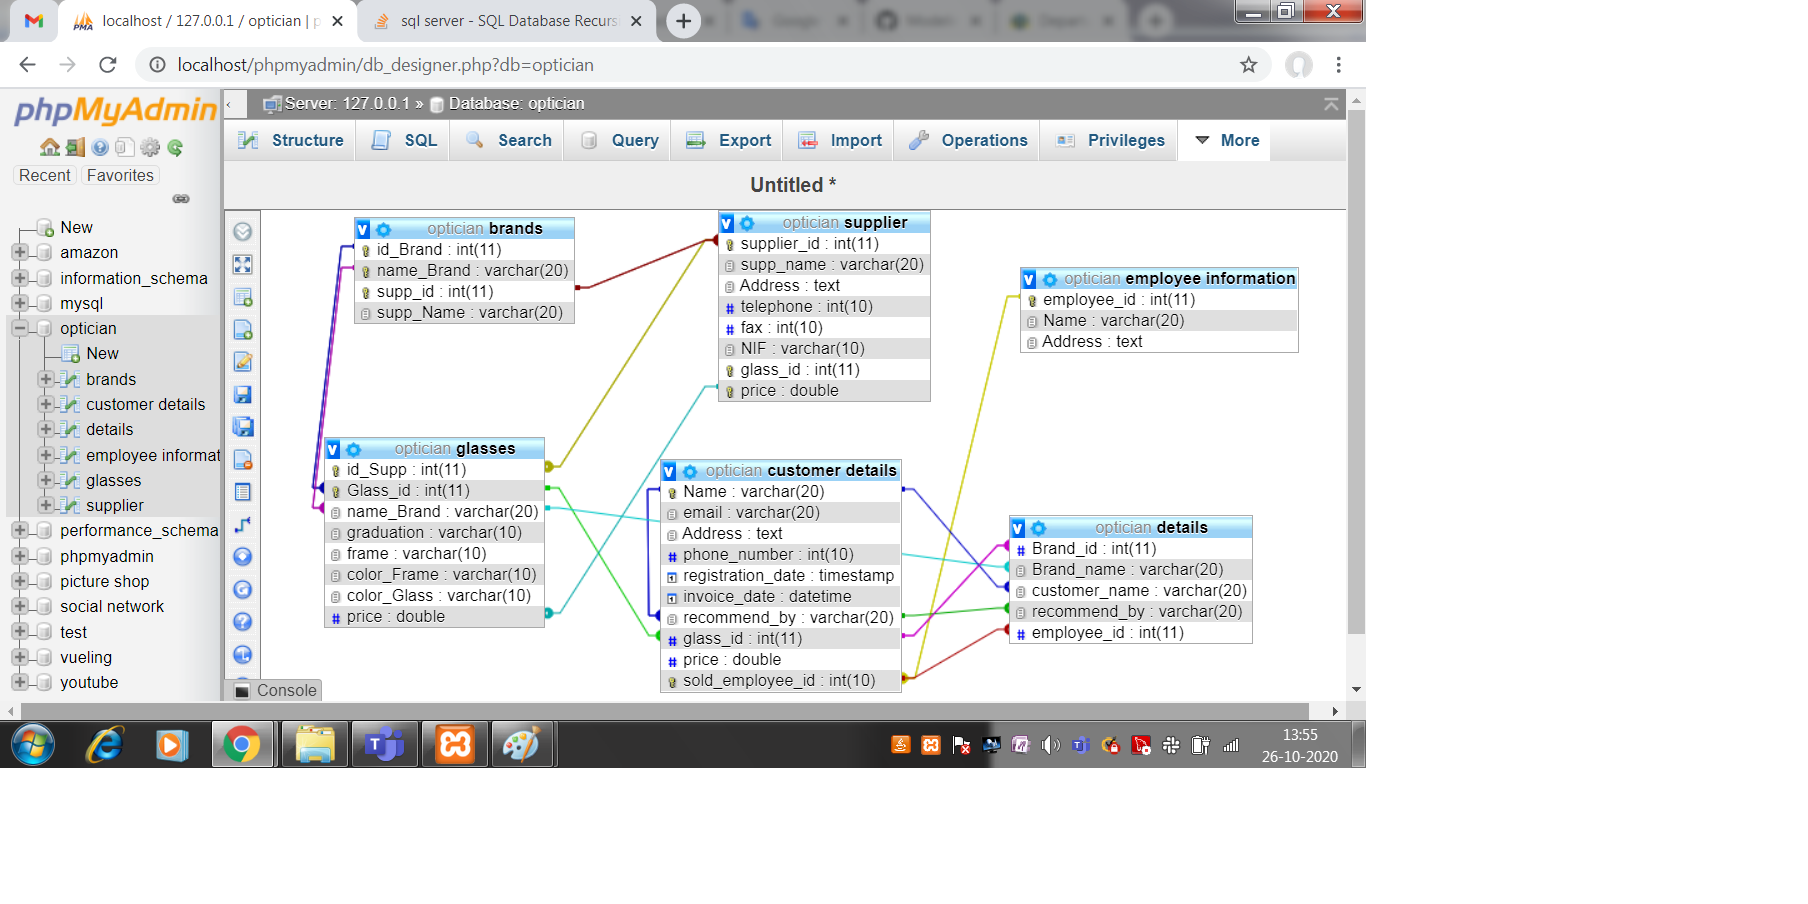 localhost / 127.0.0.1 / optician | p
sql server - SQL Database Recurs
localhost/phpmyadmin/db_designer.php?db=optician
phpMyAdmin
Recent
Favorites
New
amazon
information_schema
mysql
optician
New
brands
customer details
details
employee informat
glasses
supplier
performance_schema
phpmyadmin
picture shop
social network
test
vueling
youtube
Server: 127.0.0.1 » Database: optician
Structure
SQL
Search
Query
Export
Import
Operations
Privileges
More
Untitled *
optician brands
id_Brand : int(11)
name_Brand : varchar(20)
supp_id : int(11)
supp_Name : varchar(20)
optician supplier
supplier_id : int(11)
supp_name : varchar(20)
Address : text
telephone : int(10)
fax : int(10)
NIF : varchar(10)
glass_id : int(11)
price : double
optician employee information
employee_id : int(11)
Name : varchar(20)
Address : text
optician glasses
id_Supp : int(11)
Glass_id : int(11)
name_Brand : varchar(20)
graduation : varchar(10)
frame : varchar(10)
color_Frame : varchar(10)
color_Glass : varchar(10)
price : double
optician customer details
Name : varchar(20)
email : varchar(20)
Address : text
phone_number : int(10)
registration_date : timestamp
invoice_date : datetime
recommend_by : varchar(20)
glass_id : int(11)
price : double
sold_employee_id : int(10)
optician details
Brand_id : int(11)
Brand_name : varchar(20)
customer_name : varchar(20)
recommend_by : varchar(20)
employee_id : int(11)
Console
13:55
26-10-2020